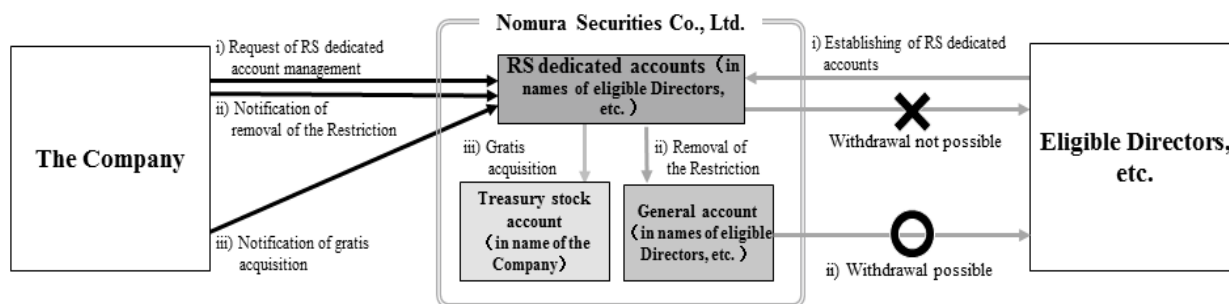 Nomura Securities Co., Ltd.
i) Request of RS dedicated
account management
ii) Notification of
removal of the Restriction
The Company
iii) Notification of gratis
acquisition
RS dedicated accounts（in
names of eligible Directors,
etc.）
iii) Gratis
acquisition
ii) Removal of
the Restriction
Treasury stock
account
（in name of the
Company）
General account
（in names of eligible
Directors, etc.）
i) Establishing of RS dedicated
accounts
Withdrawal not possible
ii) Withdrawal possible
Eligible Directors,
etc.